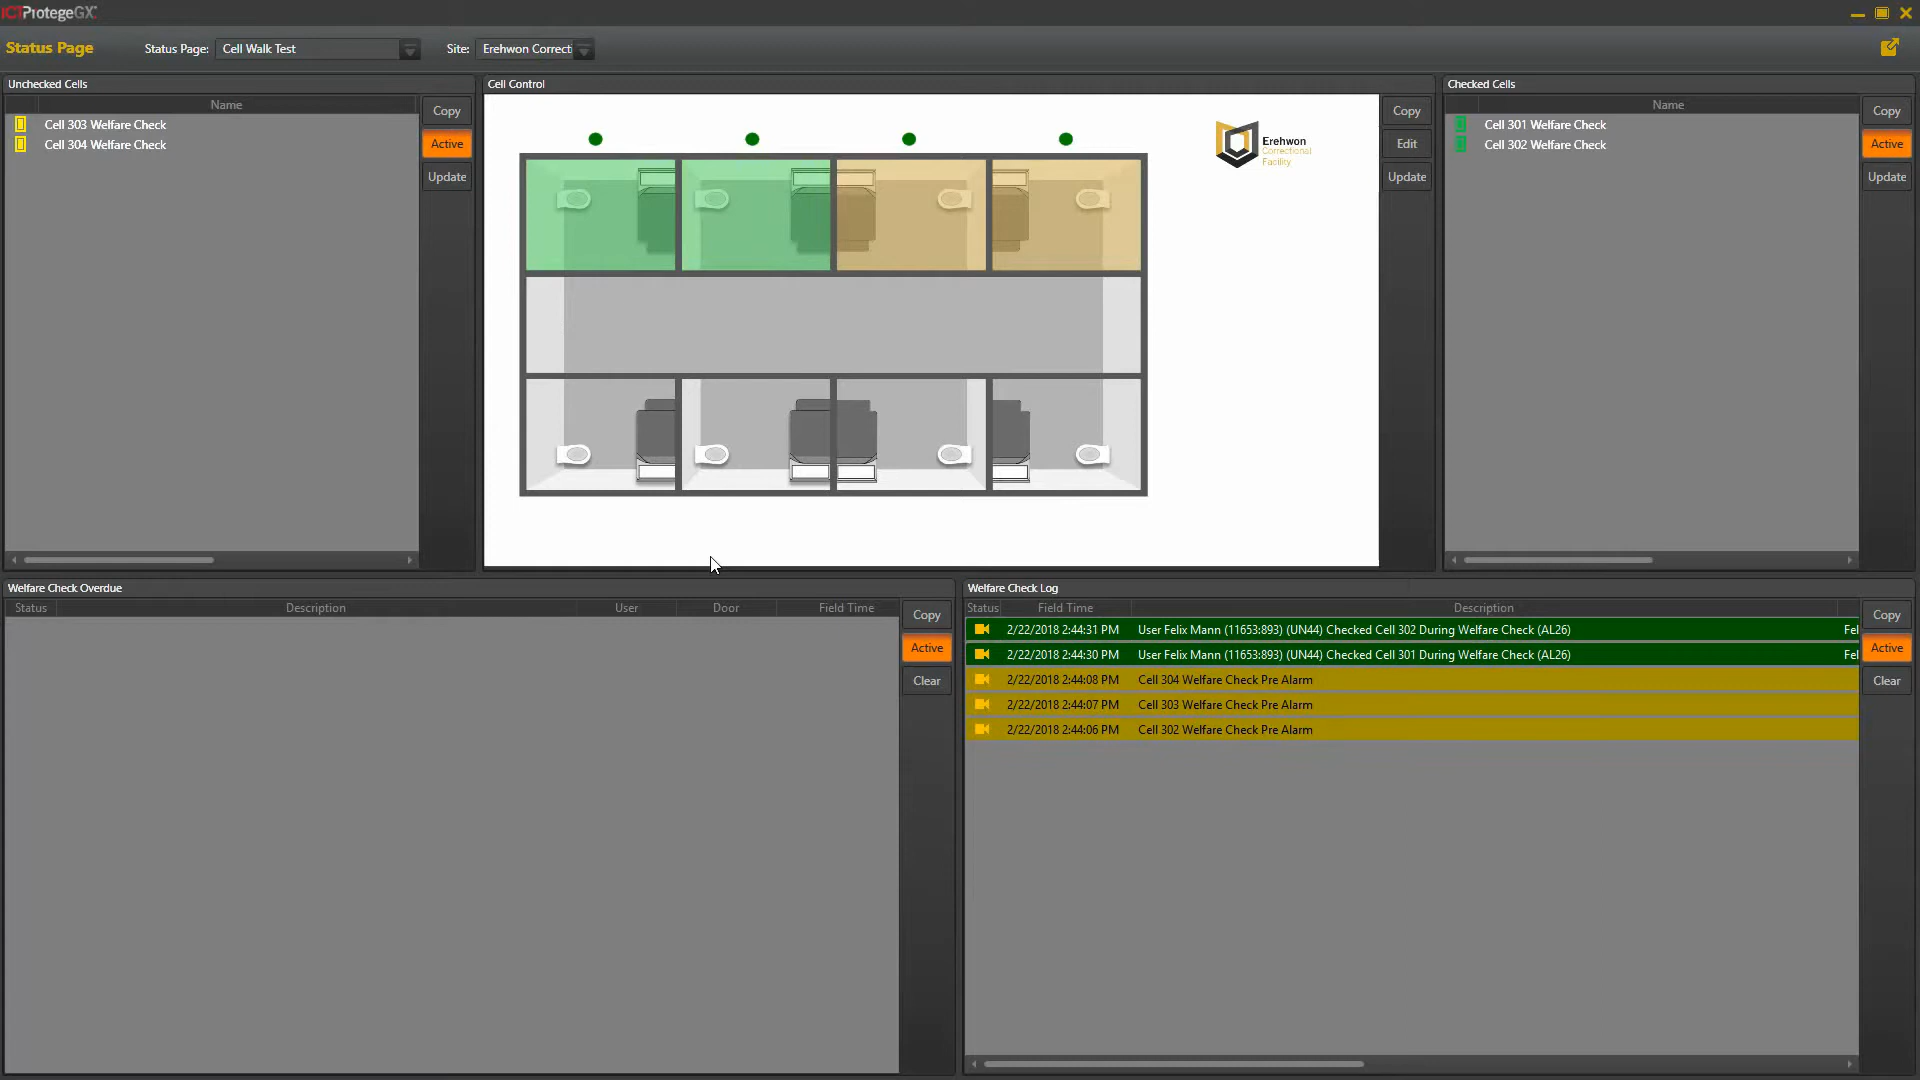 ICT ProtegeGX
Status Page
Status Page: Cell Walk Test
Site: Erehwon Correcti
Unchecked Cells
Name
Cell 303 Welfare Check
Cell 304 Welfare Check
Copy
Active
Update
Cell Control
Erehwon
Correctional
Facility
Copy
Edit
Update
Checked Cells
Name
Cell 301 Welfare Check
Cell 302 Welfare Check
Copy
Active
Update
Welfare Check Overdue
Status Description User Door Field Time
Copy
Active
Clear
Welfare Check Log
Status Field Time Description
2/22/2018 2:44:31 PM User Felix Mann (11653:893) (UN44) Checked Cell 302 During Welfare Check (AL26) Fel
2/22/2018 2:44:30 PM User Felix Mann (11653:893) (UN44) Checked Cell 301 During Welfare Check (AL26) Fel
2/22/2018 2:44:08 PM Cell 304 Welfare Check Pre Alarm
2/22/2018 2:44:07 PM Cell 303 Welfare Check Pre Alarm
2/22/2018 2:44:06 PM Cell 302 Welfare Check Pre Alarm
Copy
Active
Clear